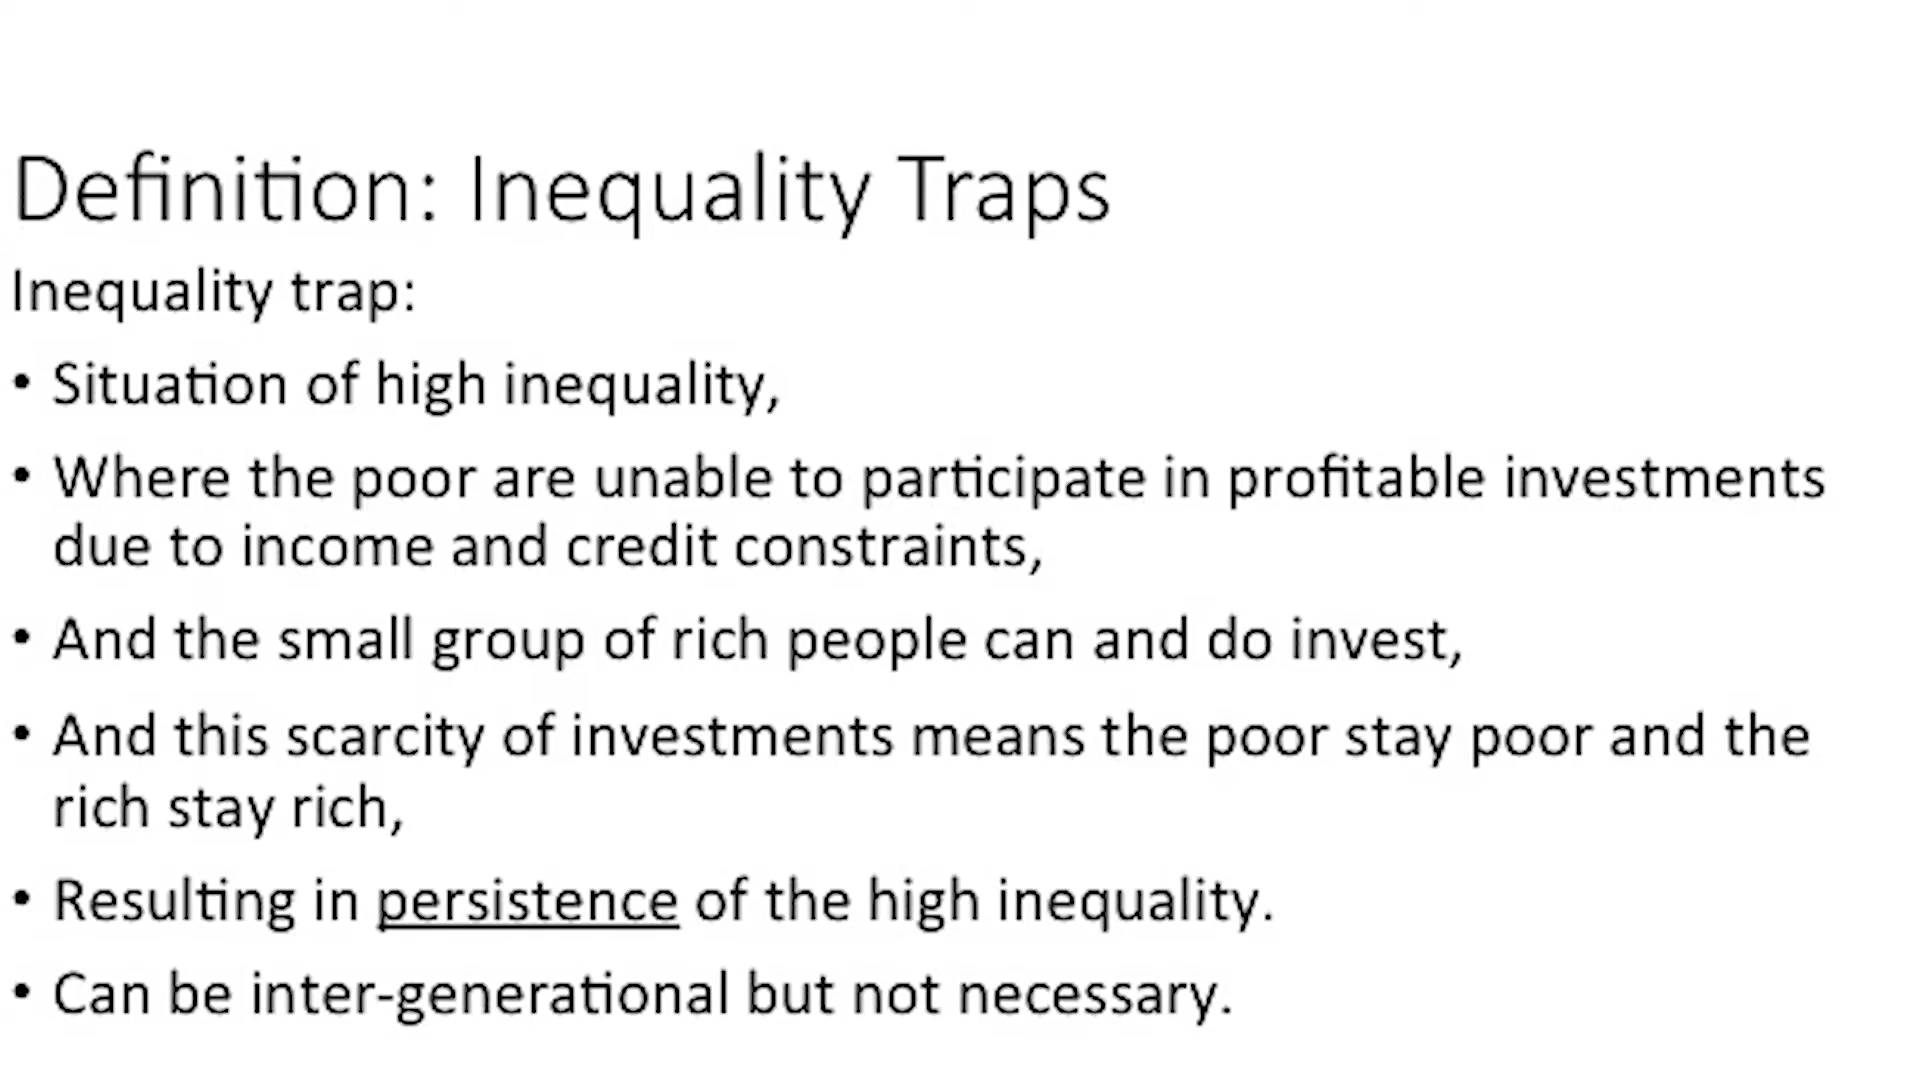 Definition: Inequality Traps
Inequality trap:
• Situation of high inequality,
• Where the poor are unable to participate in profitable investments
due to income and credit constraints,
• And the small group of rich people can and do invest,
• And this scarcity of investments means the poor stay poor and the
rich stay rich,
• Resulting in persistence of the high inequality.
• Can be inter-generational but not necessary.